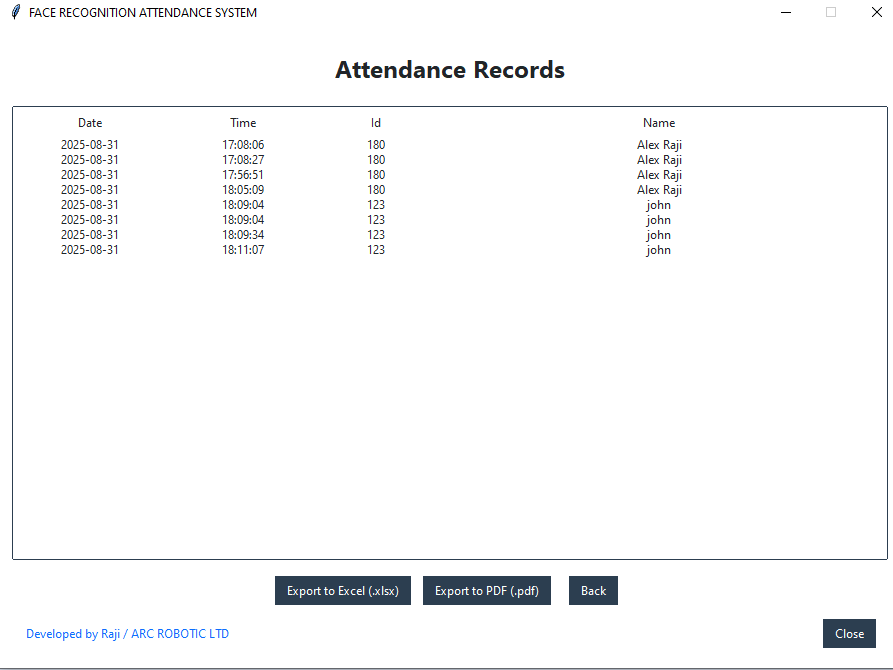 FACE RECOGNITION ATTENDANCE SYSTEM
Attendance Records
Date Time Id Name
2025-08-31 17:08:06 180 Alex Raji
2025-08-31 17:08:27 180 Alex Raji
2025-08-31 17:56:51 180 Alex Raji
2025-08-31 18:05:09 180 Alex Raji
2025-08-31 18:09:04 123 john
2025-08-31 18:09:04 123 john
2025-08-31 18:09:34 123 john
2025-08-31 18:11:07 123 john
Export to Excel (.xlsx) Export to PDF (.pdf) Back
Developed by Raji / ARC ROBOTIC LTD Close